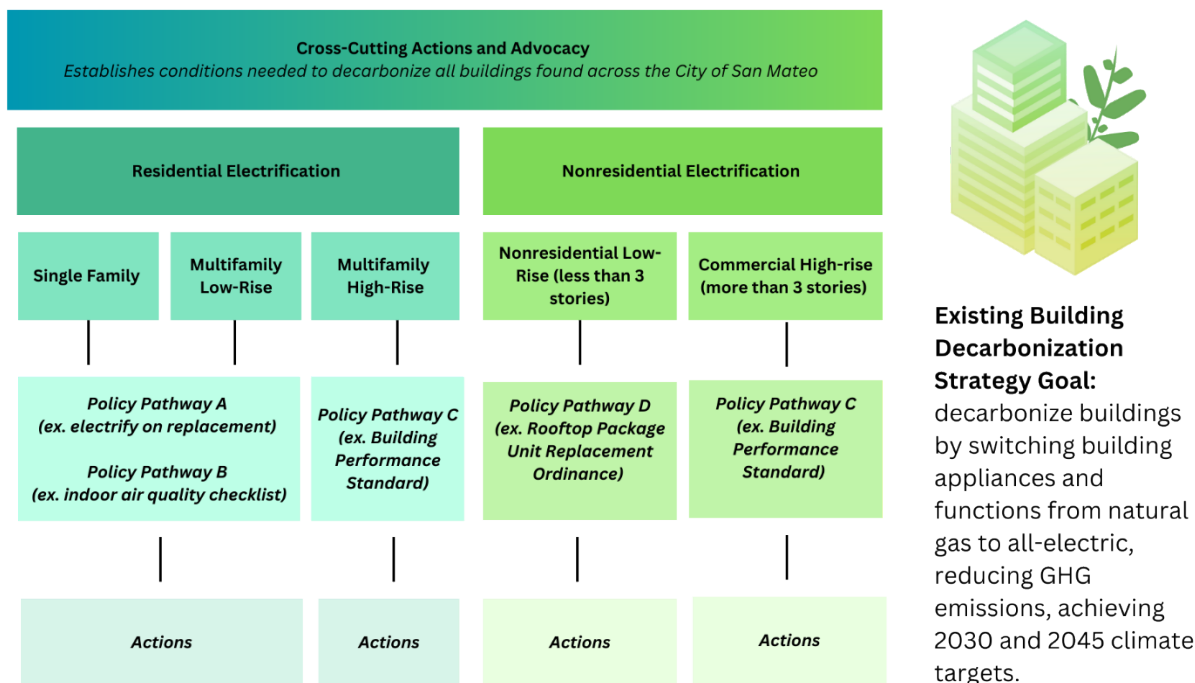 Cross-Cutting Actions and Advocacy
Establishes conditions needed to decarbonize all buildings found across the City of San Mateo
Residential Electrification
Nonresidential Electrification
Single Family
Multifamily
Low-Rise
Multifamily
High-Rise
Nonresidential Low-
Rise (less than 3
stories)
Commercial High-rise
(more than 3 stories)
Policy Pathway A
(ex. electrify on replacement)
Policy Pathway B
(ex. indoor air quality checklist)
Policy Pathway C
(ex. Building
Performance
Standard)
Policy Pathway D
(ex. Rooftop Package
Unit Replacement
Ordinance)
Policy Pathway C
(ex. Building
Performance
Standard)
Actions
Actions
Actions
Actions
Existing Building
Decarbonization
Strategy Goal:
decarbonize buildings
by switching building
appliances and
functions from natural
gas to all-electric,
reducing GHG
emissions, achieving
2030 and 2045 climate
targets.